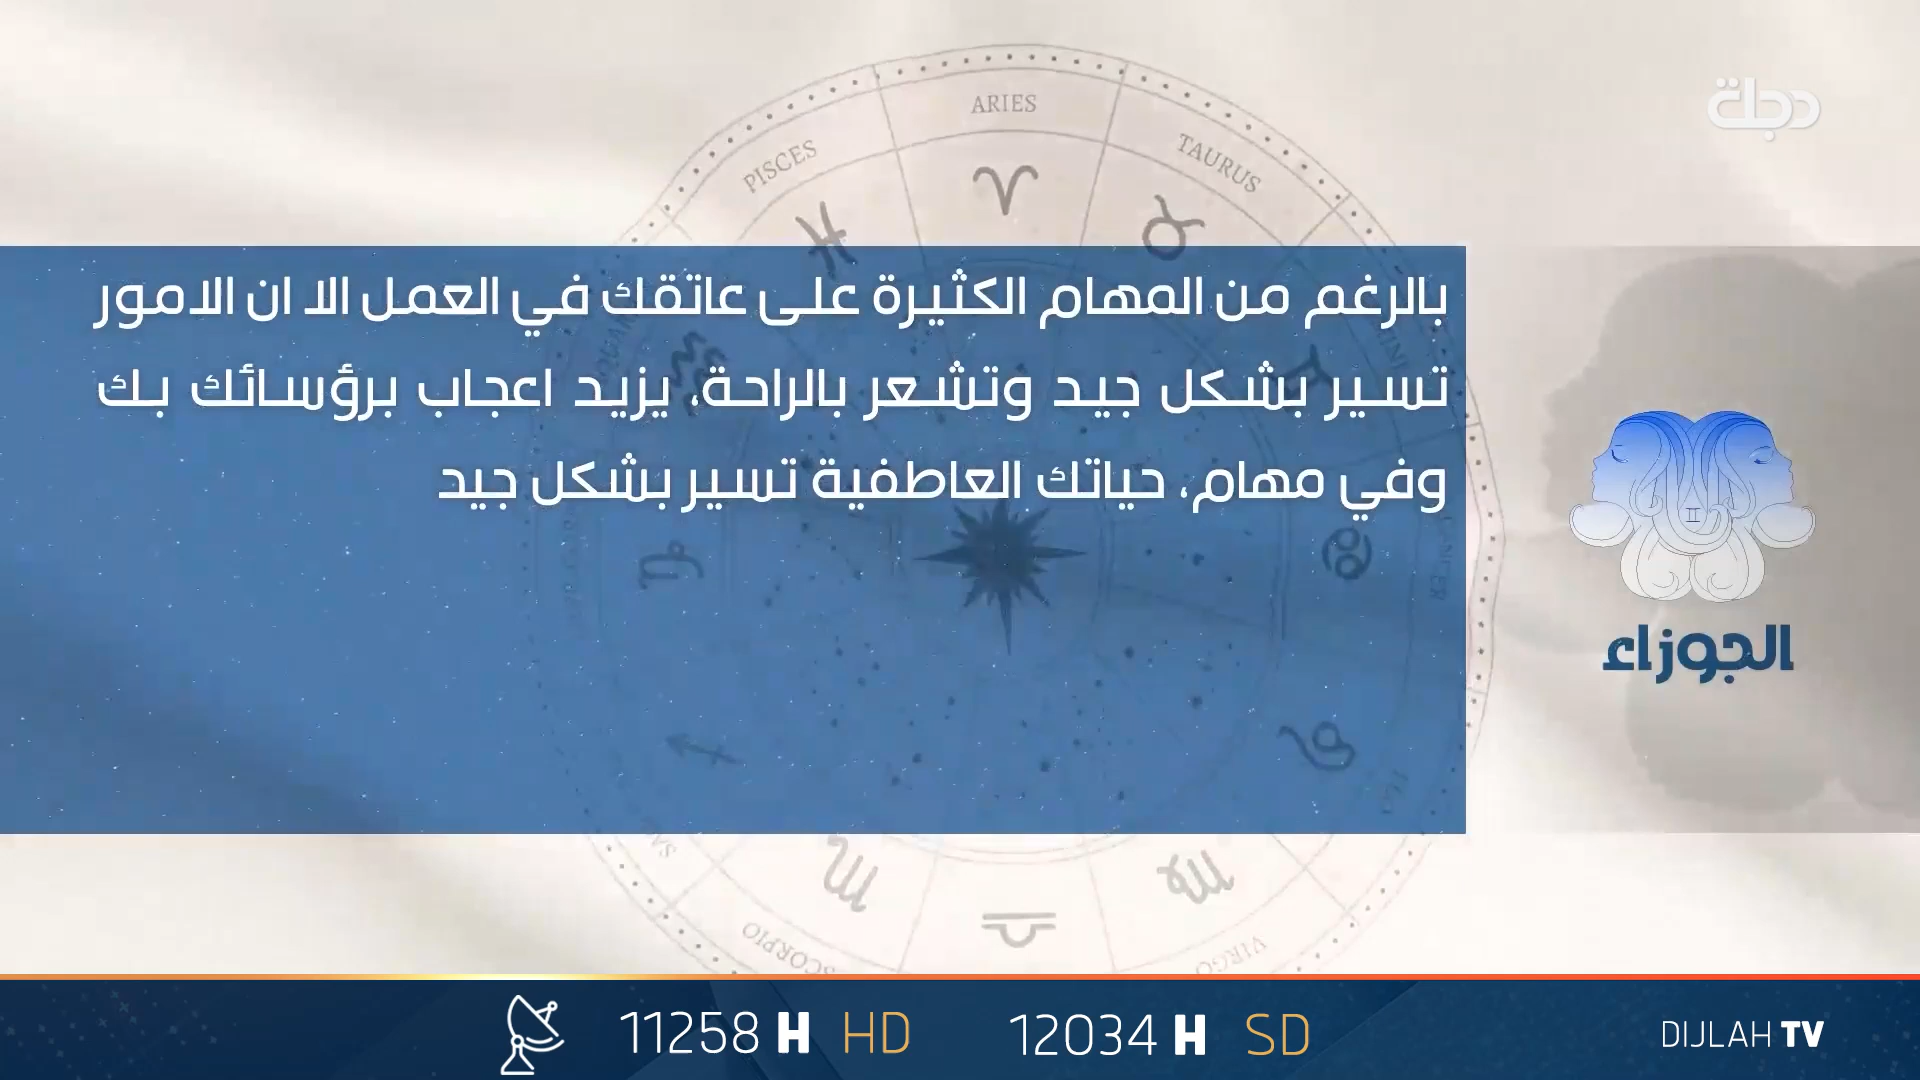 ARIES
TAURUS
PISCES
دجلة
بالرغم من المهام الكثيرة على عاتقك في العمل الا ان الامور
تسير بشكل جيد وتشعر بالراحة، يزيد اعجاب برؤسائك بك
وفي مهام، حياتك العاطفية تسير بشكل جيد
الجوزاء
CANCER
SCORPIO
VIRGO
11258 H HD 12034 H SD
DIJLAH TV